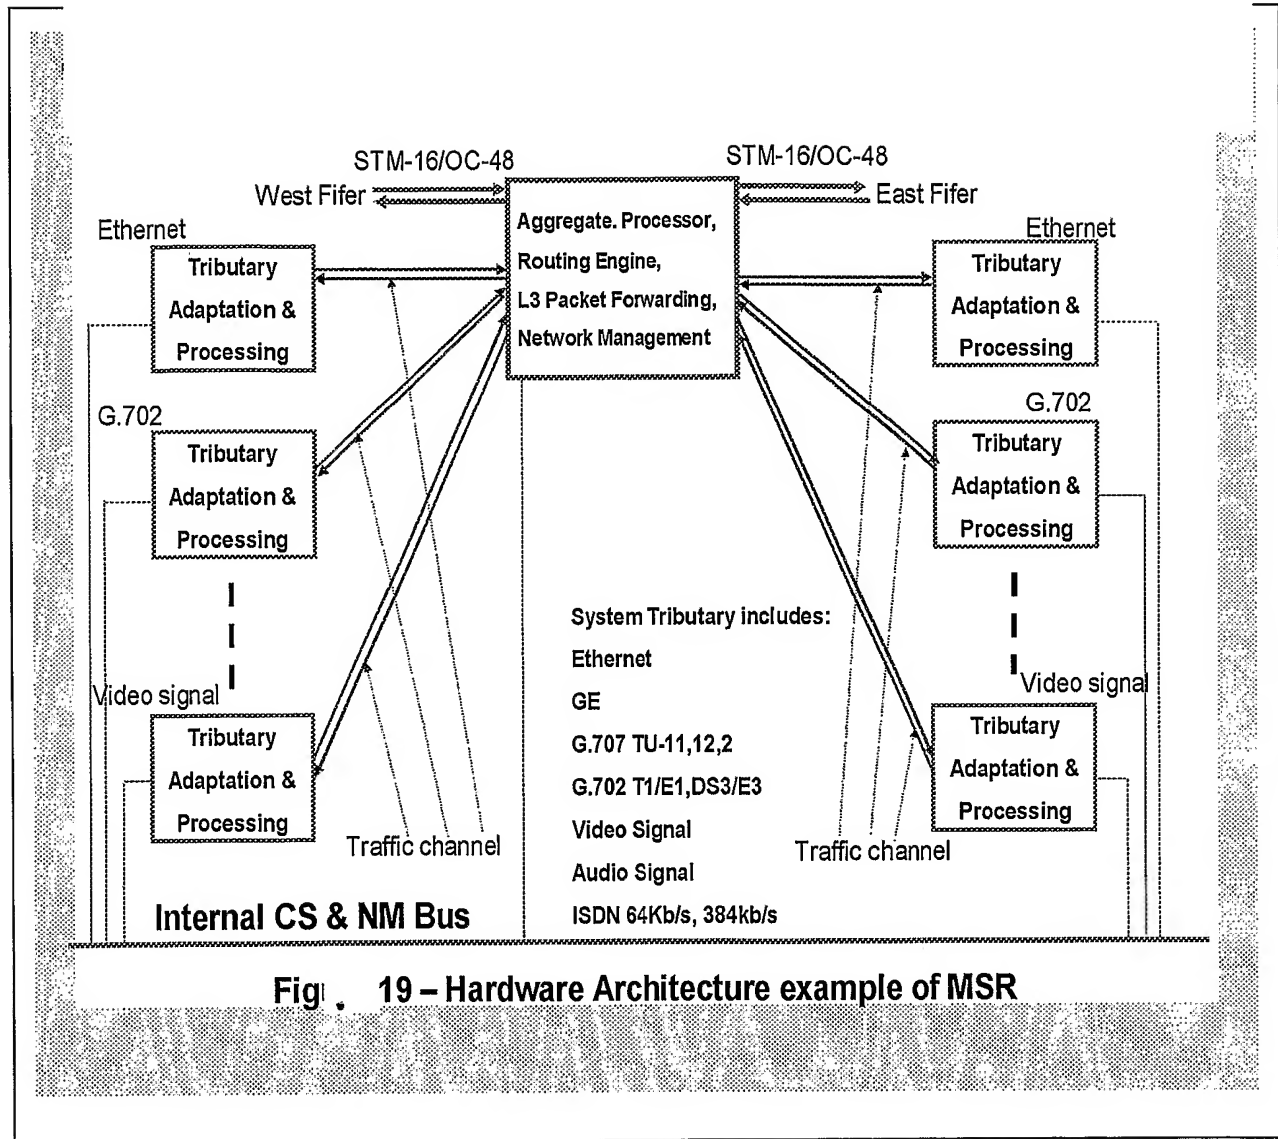 STM-16/OC-48
STM-16/OC-48
West Fifer
East Fifer
Aggregate. Processor,
Routing Engine,
L3 Packet Forwarding,
Network Management
Ethernet
Tributary
Adaptation &
Processing
Ethernet
Tributary
Adaptation &
Processing
G.702
Tributary
Adaptation &
Processing
G.702
Tributary
Adaptation &
Processing
Video signal
Tributary
Adaptation &
Processing
Video signal
Tributary
Adaptation &
Processing
System Tributary includes:
Ethernet
GE
G.707 TU-11,12,2
G.702 T1/E1,DS3/E3
Video Signal
Audio Signal
ISDN 64Kb/s, 384kb/s
Traffic channel
Traffic channel
Internal CS & NM Bus
Fig. 19 – Hardware Architecture example of MSR